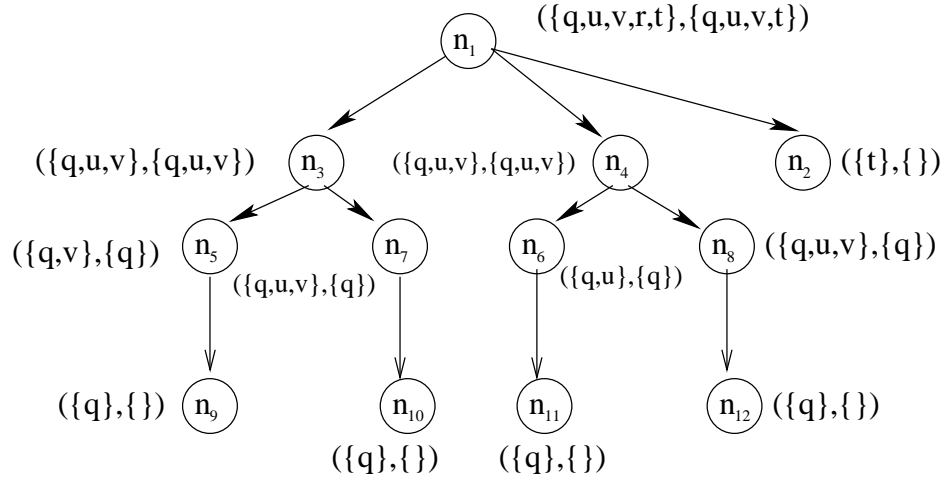 ({q,u,v,r,t},{q,u,v,t})
n₁
({q,u,v},{q,u,v})
n₃
({q,u,v},{q,u,v})
n₄
n₂
({t},{})
({q,v},{q})
n₅
({q,u,v},{q})
n₇
n₆
({q,u},{q})
n₈
({q,u,v},{q})
({q},{})
n₉
n₁₀
({q},{})
n₁₁
({q},{})
n₁₂
({q},{})